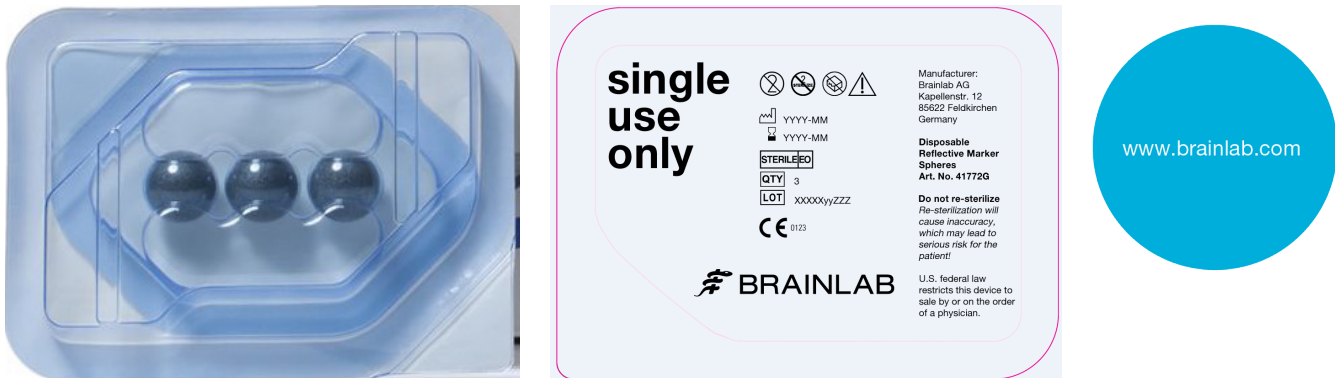 single
use
only
YYYY-MM
YYYY-MM
STERILE EO
QTY 3
LOT XXXXXyyZZZ
CE 0123
BRAINLAB
Manufacturer:
Brainlab AG
Kapellenstr. 12
85622 Feldkirchen
Germany
Disposable
Reflective Marker
Spheres
Art. No. 41772G
Do not re-sterilize
Re-sterilization will
cause inaccuracy,
which may lead to
serious risk for the
patient!
U.S. federal law
restricts this device to
sale by or on the order
of a physician.
www.brainlab.com